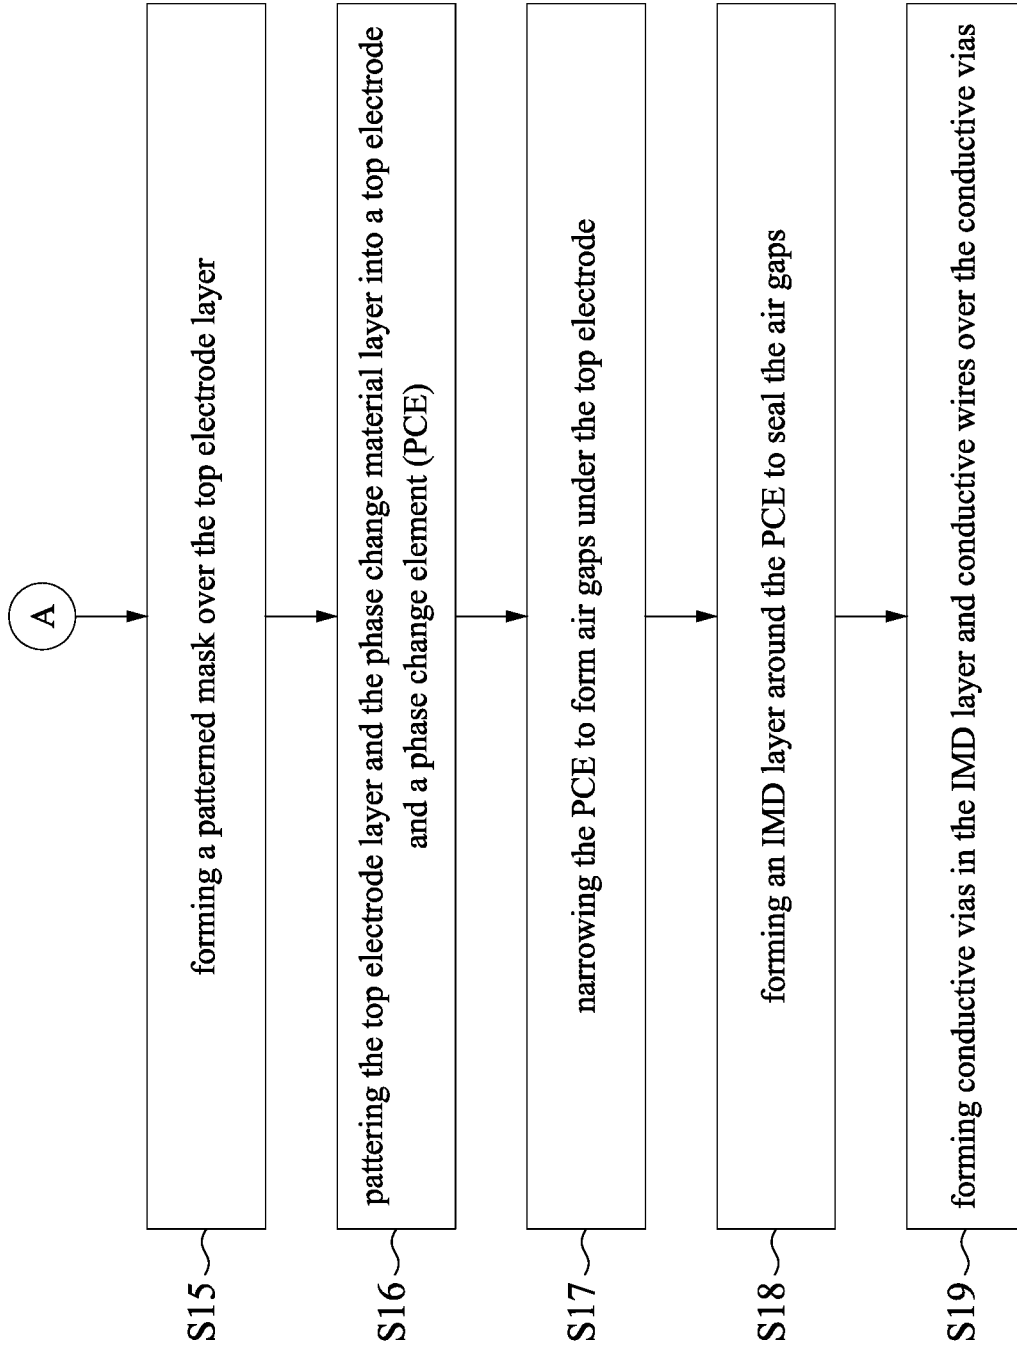 A
S15
forming a patterned mask over the top electrode layer
S16
pattering the top electrode layer and the phase change material layer into a top electrode
and a phase change element (PCE)
S17
narrowing the PCE to form air gaps under the top electrode
S18
forming an IMD layer around the PCE to seal the air gaps
S19
forming conductive vias in the IMD layer and conductive wires over the conductive vias